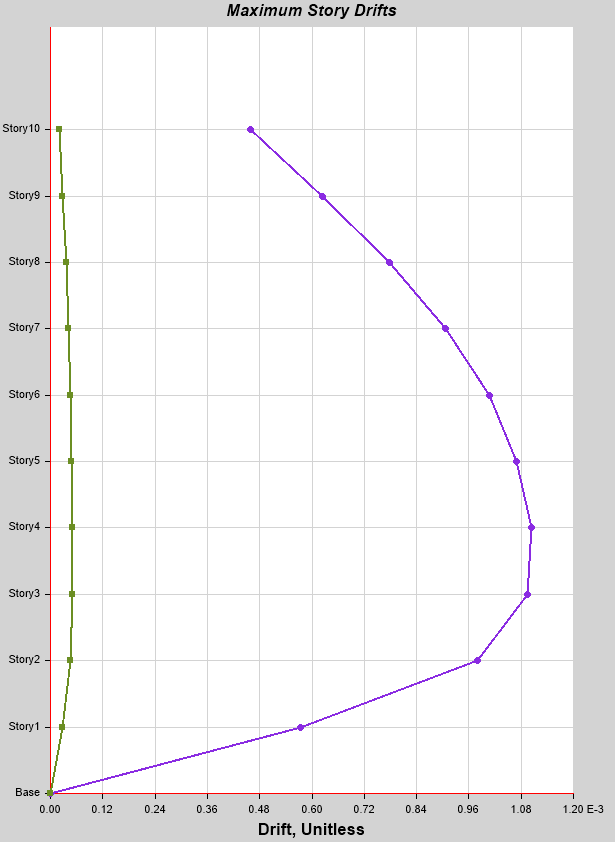 Maximum Story Drifts
Story10
Story9
Story8
Story7
Story6
Story5
Story4
Story3
Story2
Story1
Base
0.00 0.12 0.24 0.36 0.48 0.60 0.72 0.84 0.96 1.08 1.20 E-3
Drift, Unitless